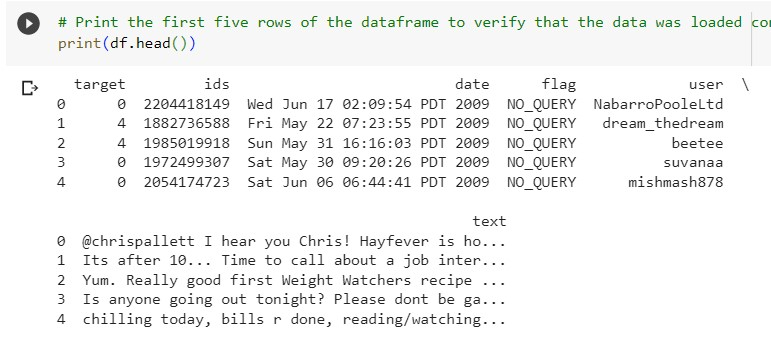 # Print the first five rows of the dataframe to verify that the data was loaded
print(df.head())
target ids date flag user \
0 0 2204418149 Wed Jun 17 02:09:54 PDT 2009 NO_QUERY NabarroPooleLtd
1 4 1882736588 Fri May 22 07:23:55 PDT 2009 NO_QUERY dream_thedream
2 4 1985019918 Sun May 31 16:16:03 PDT 2009 NO_QUERY beetee
3 0 1972499307 Sat May 30 09:20:26 PDT 2009 NO_QUERY suvanaa
4 0 2054174723 Sat Jun 06 06:44:41 PDT 2009 NO_QUERY mishmash878
text
0 @chrispallett I hear you Chris! Hayfever is ho...
1 Its after 10... Time to call about a job inter...
2 Yum. Really good first Weight Watchers recipe ...
3 Is anyone going out tonight? Please dont be ga...
4 chilling today, bills r done, reading/watching...